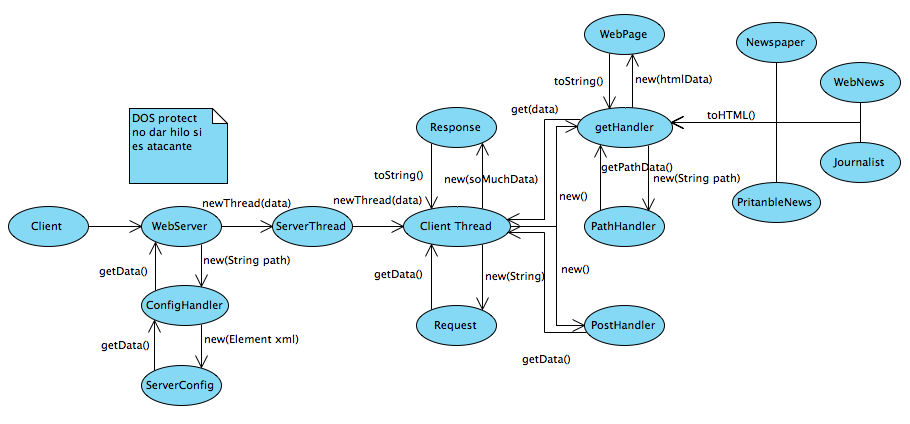 WebPage
Newspaper
WebNews
toString()
new(htmlData)
DOS protect
no dar hilo si
es atacante
get(data)
toHTML()
Response
getHandler
Journalist
getPathData()
toString()
new(soMuchData)
new(String path)
new()
newThread(data)
newThread(data)
PritanbleNews
Client
WebServer
ServerThread
Client Thread
PathHandler
getData()
new(String path)
getData()
new(String)
new()
ConfigHandler
Request
PostHandler
getData()
new(Element xml)
getData()
ServerConfig